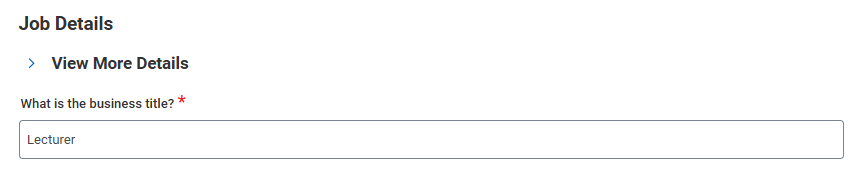 Job Details
View More Details
What is the business title? *
Lecturer